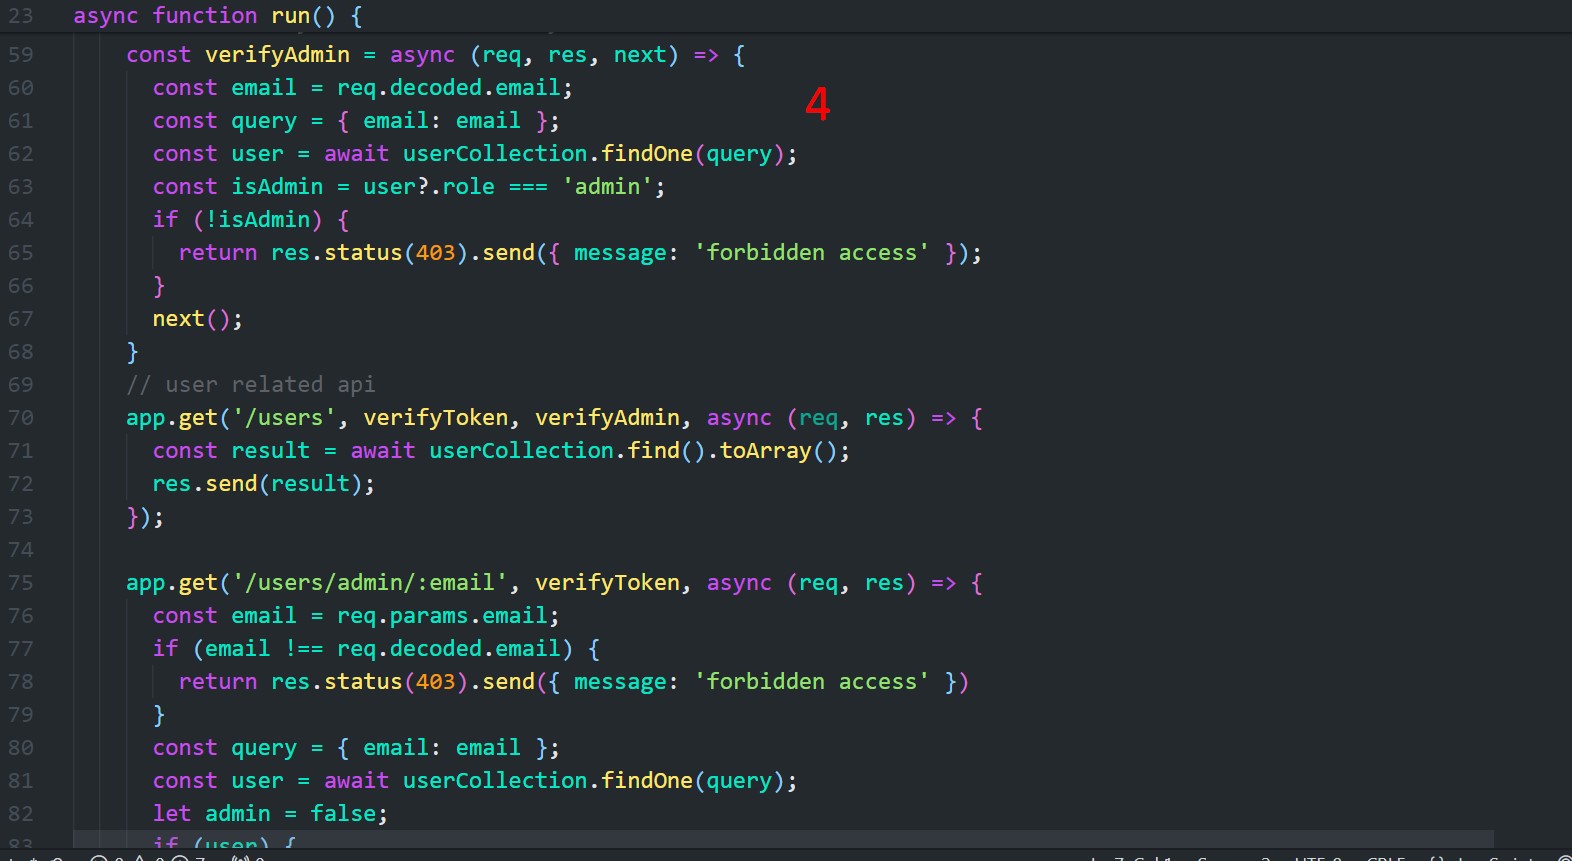 23 async function run() {
59 const verifyAdmin = async (req, res, next) => {
60 const email = req.decoded.email;
4
61 const query = { email: email };
62 const user = await userCollection.findOne(query);
63 const isAdmin = user?.role === 'admin';
64 if (!isAdmin) {
65 return res.status(403).send({ message: 'forbidden access' });
66 }
67 next();
68 }
69 // user related api
70 app.get('/users', verifyToken, verifyAdmin, async (req, res) => {
71 const result = await userCollection.find().toArray();
72 res.send(result);
73 });
74
75 app.get('/users/admin/:email', verifyToken, async (req, res) => {
76 const email = req.params.email;
77 if (email !== req.decoded.email) {
78 return res.status(403).send({ message: 'forbidden access' })
79 }
80 const query = { email: email };
81 const user = await userCollection.findOne(query);
82 let admin = false;
83 if (user) {